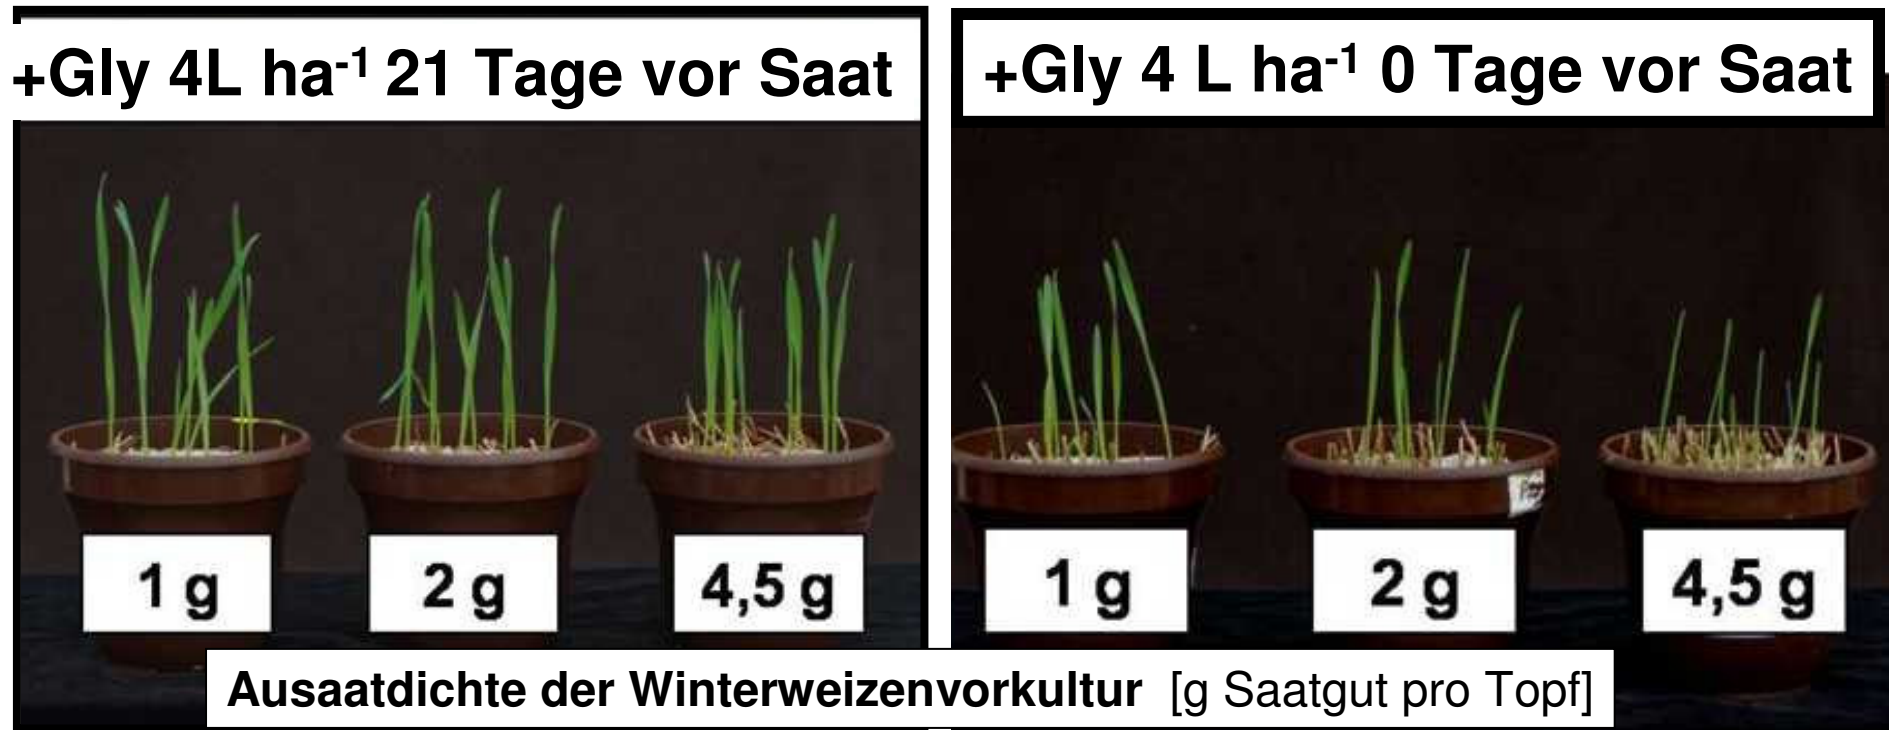 +Gly 4L ha-1 21 Tage vor Saat
+Gly 4 L ha-1 0 Tage vor Saat
1 g
2 g
4,5 g
1 g
2 g
4,5 g
Ausaatdichte der Winterweizenvorkultur [g Saatgut pro Topf]